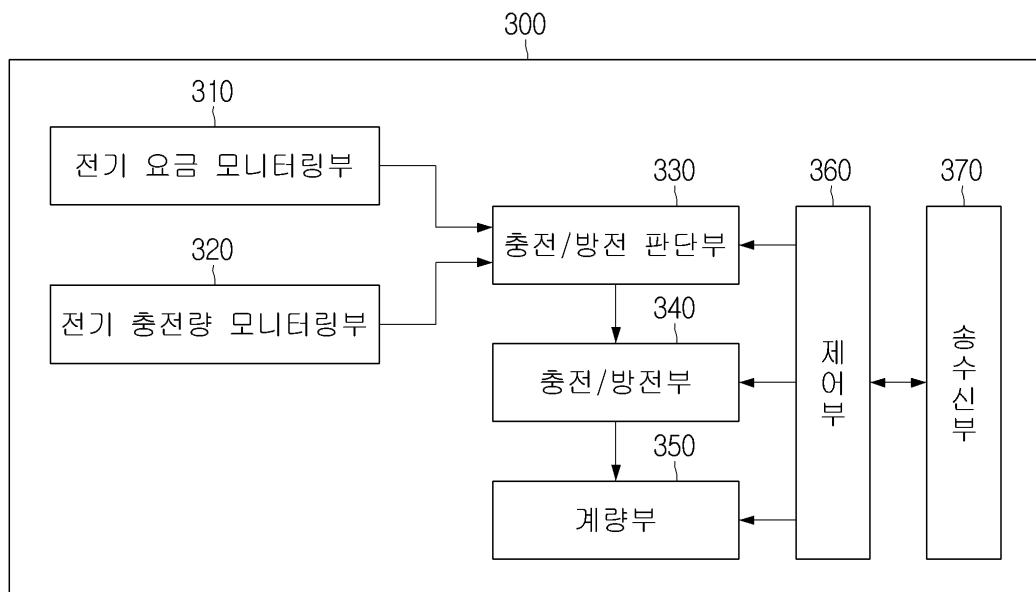 300
310
전기 요금 모니터링부
320
전기 충전량 모니터링부
330
충전/방전 판단부
340
충전/방전부
350
계량부
360
제어부
370
송수신부